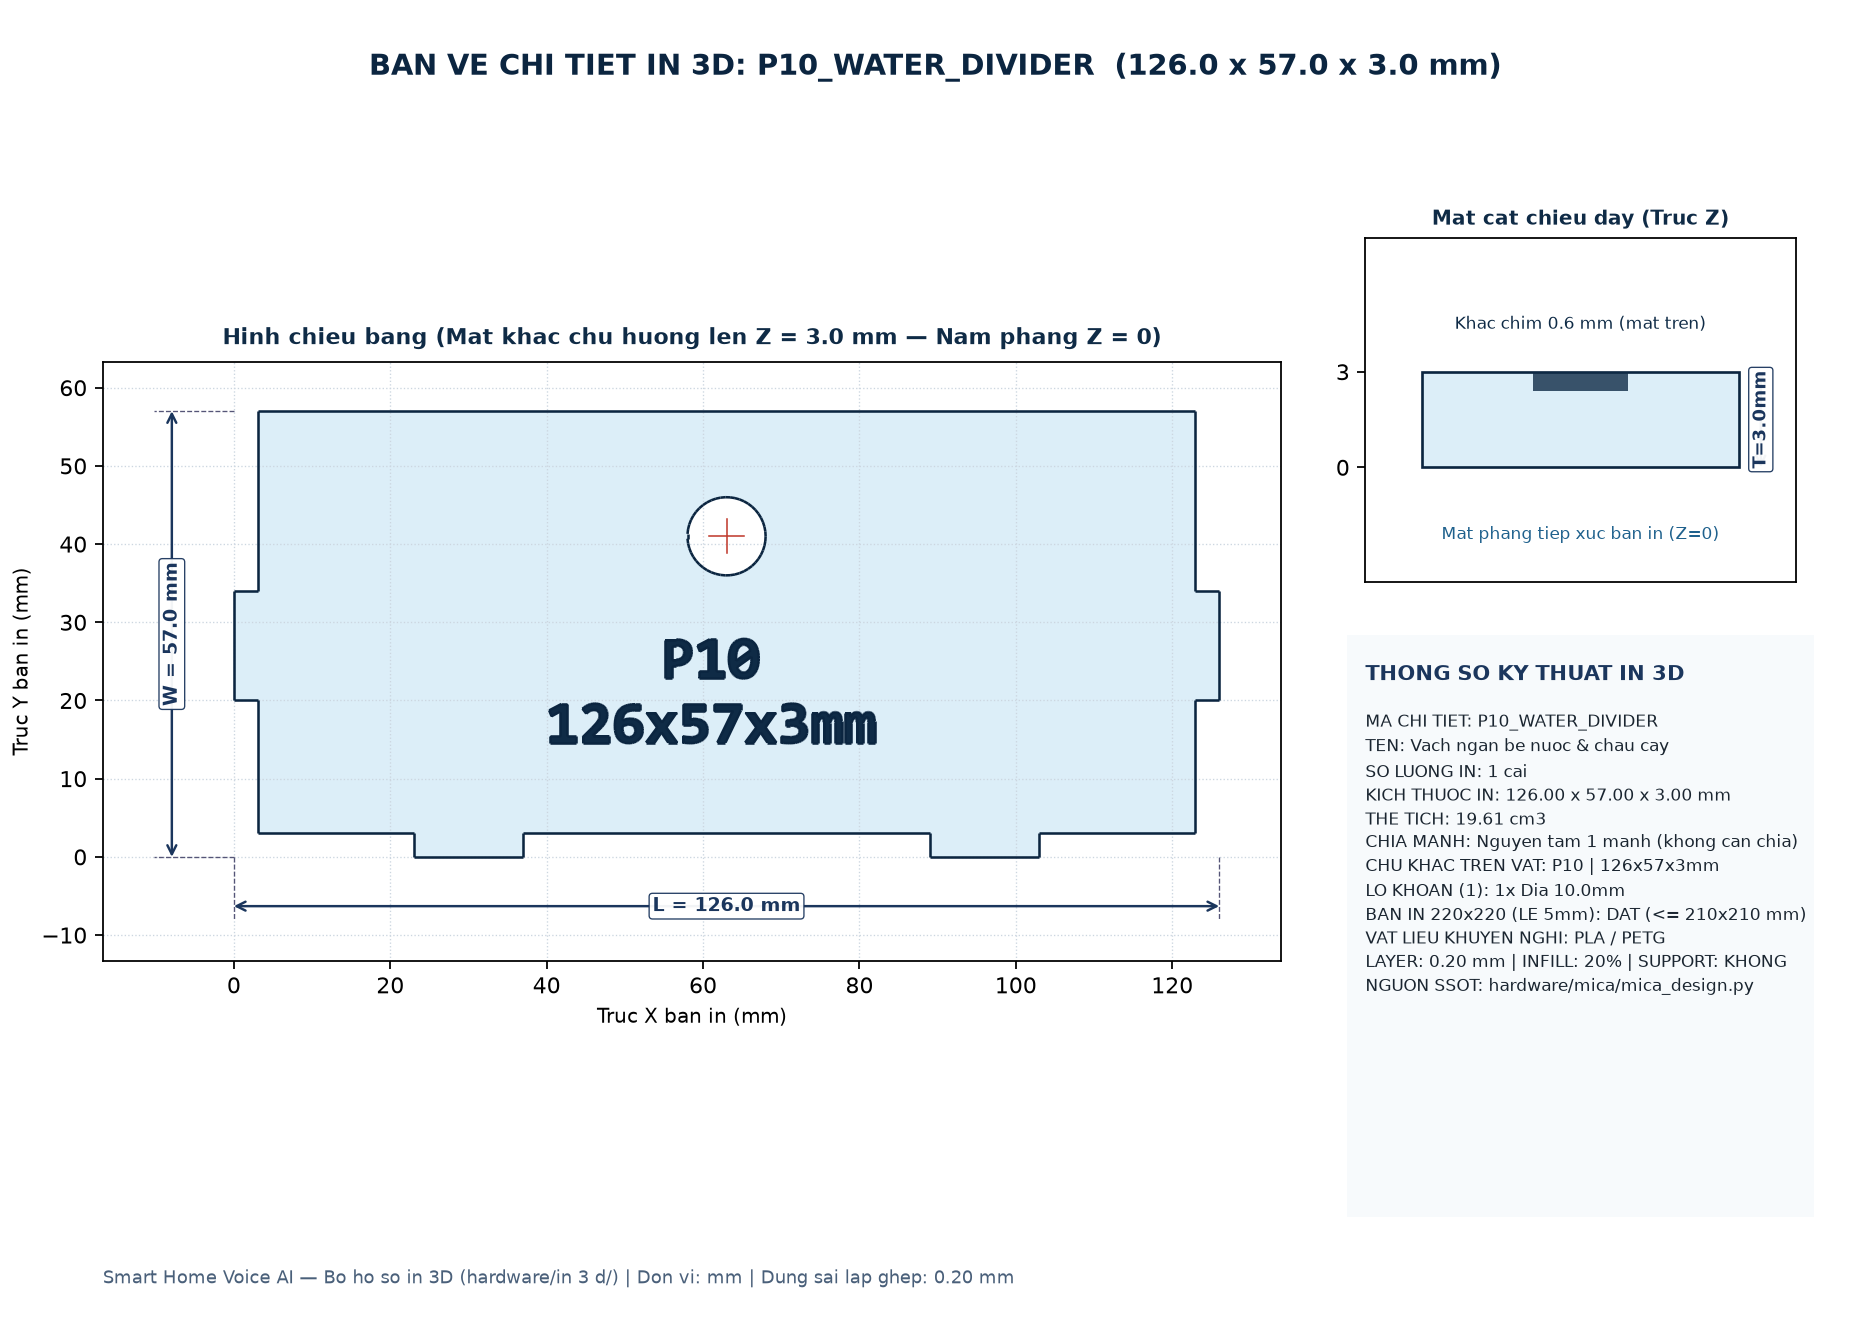 BAN VE CHI TIET IN 3D: P10_WATER_DIVIDER (126.0 x 57.0 x 3.0 mm)
Hinh chieu bang (Mat khac chu huong len Z = 3.0 mm — Nam phang Z = 0)
60
50
40
30
20
10
0
−10
Truc Y ban in (mm)
W = 57.0 mm
P10
126x57x3mm
L = 126.0 mm
0
20
40
60
80
100
120
Truc X ban in (mm)
Mat cat chieu day (Truc Z)
Khac chim 0.6 mm (mat tren)
3
0
T=3.0mm
Mat phang tiep xuc ban in (Z=0)
THONG SO KY THUAT IN 3D
MA CHI TIET: P10_WATER_DIVIDER
TEN: Vach ngan be nuoc & chau cay
SO LUONG IN: 1 cai
KICH THUOC IN: 126.00 x 57.00 x 3.00 mm
THE TICH: 19.61 cm3
CHIA MANH: Nguyen tam 1 manh (khong can chia)
CHU KHAC TREN VAT: P10 | 126x57x3mm
LO KHOAN (1): 1x Dia 10.0mm
BAN IN 220x220 (LE 5mm): DAT (<= 210x210 mm)
VAT LIEU KHUYEN NGHI: PLA / PETG
LAYER: 0.20 mm | INFILL: 20% | SUPPORT: KHONG
NGUON SSOT: hardware/mica/mica_design.py
Smart Home Voice AI — Bo ho so in 3D (hardware/in 3 d/) | Don vi: mm | Dung sai lap ghep: 0.20 mm